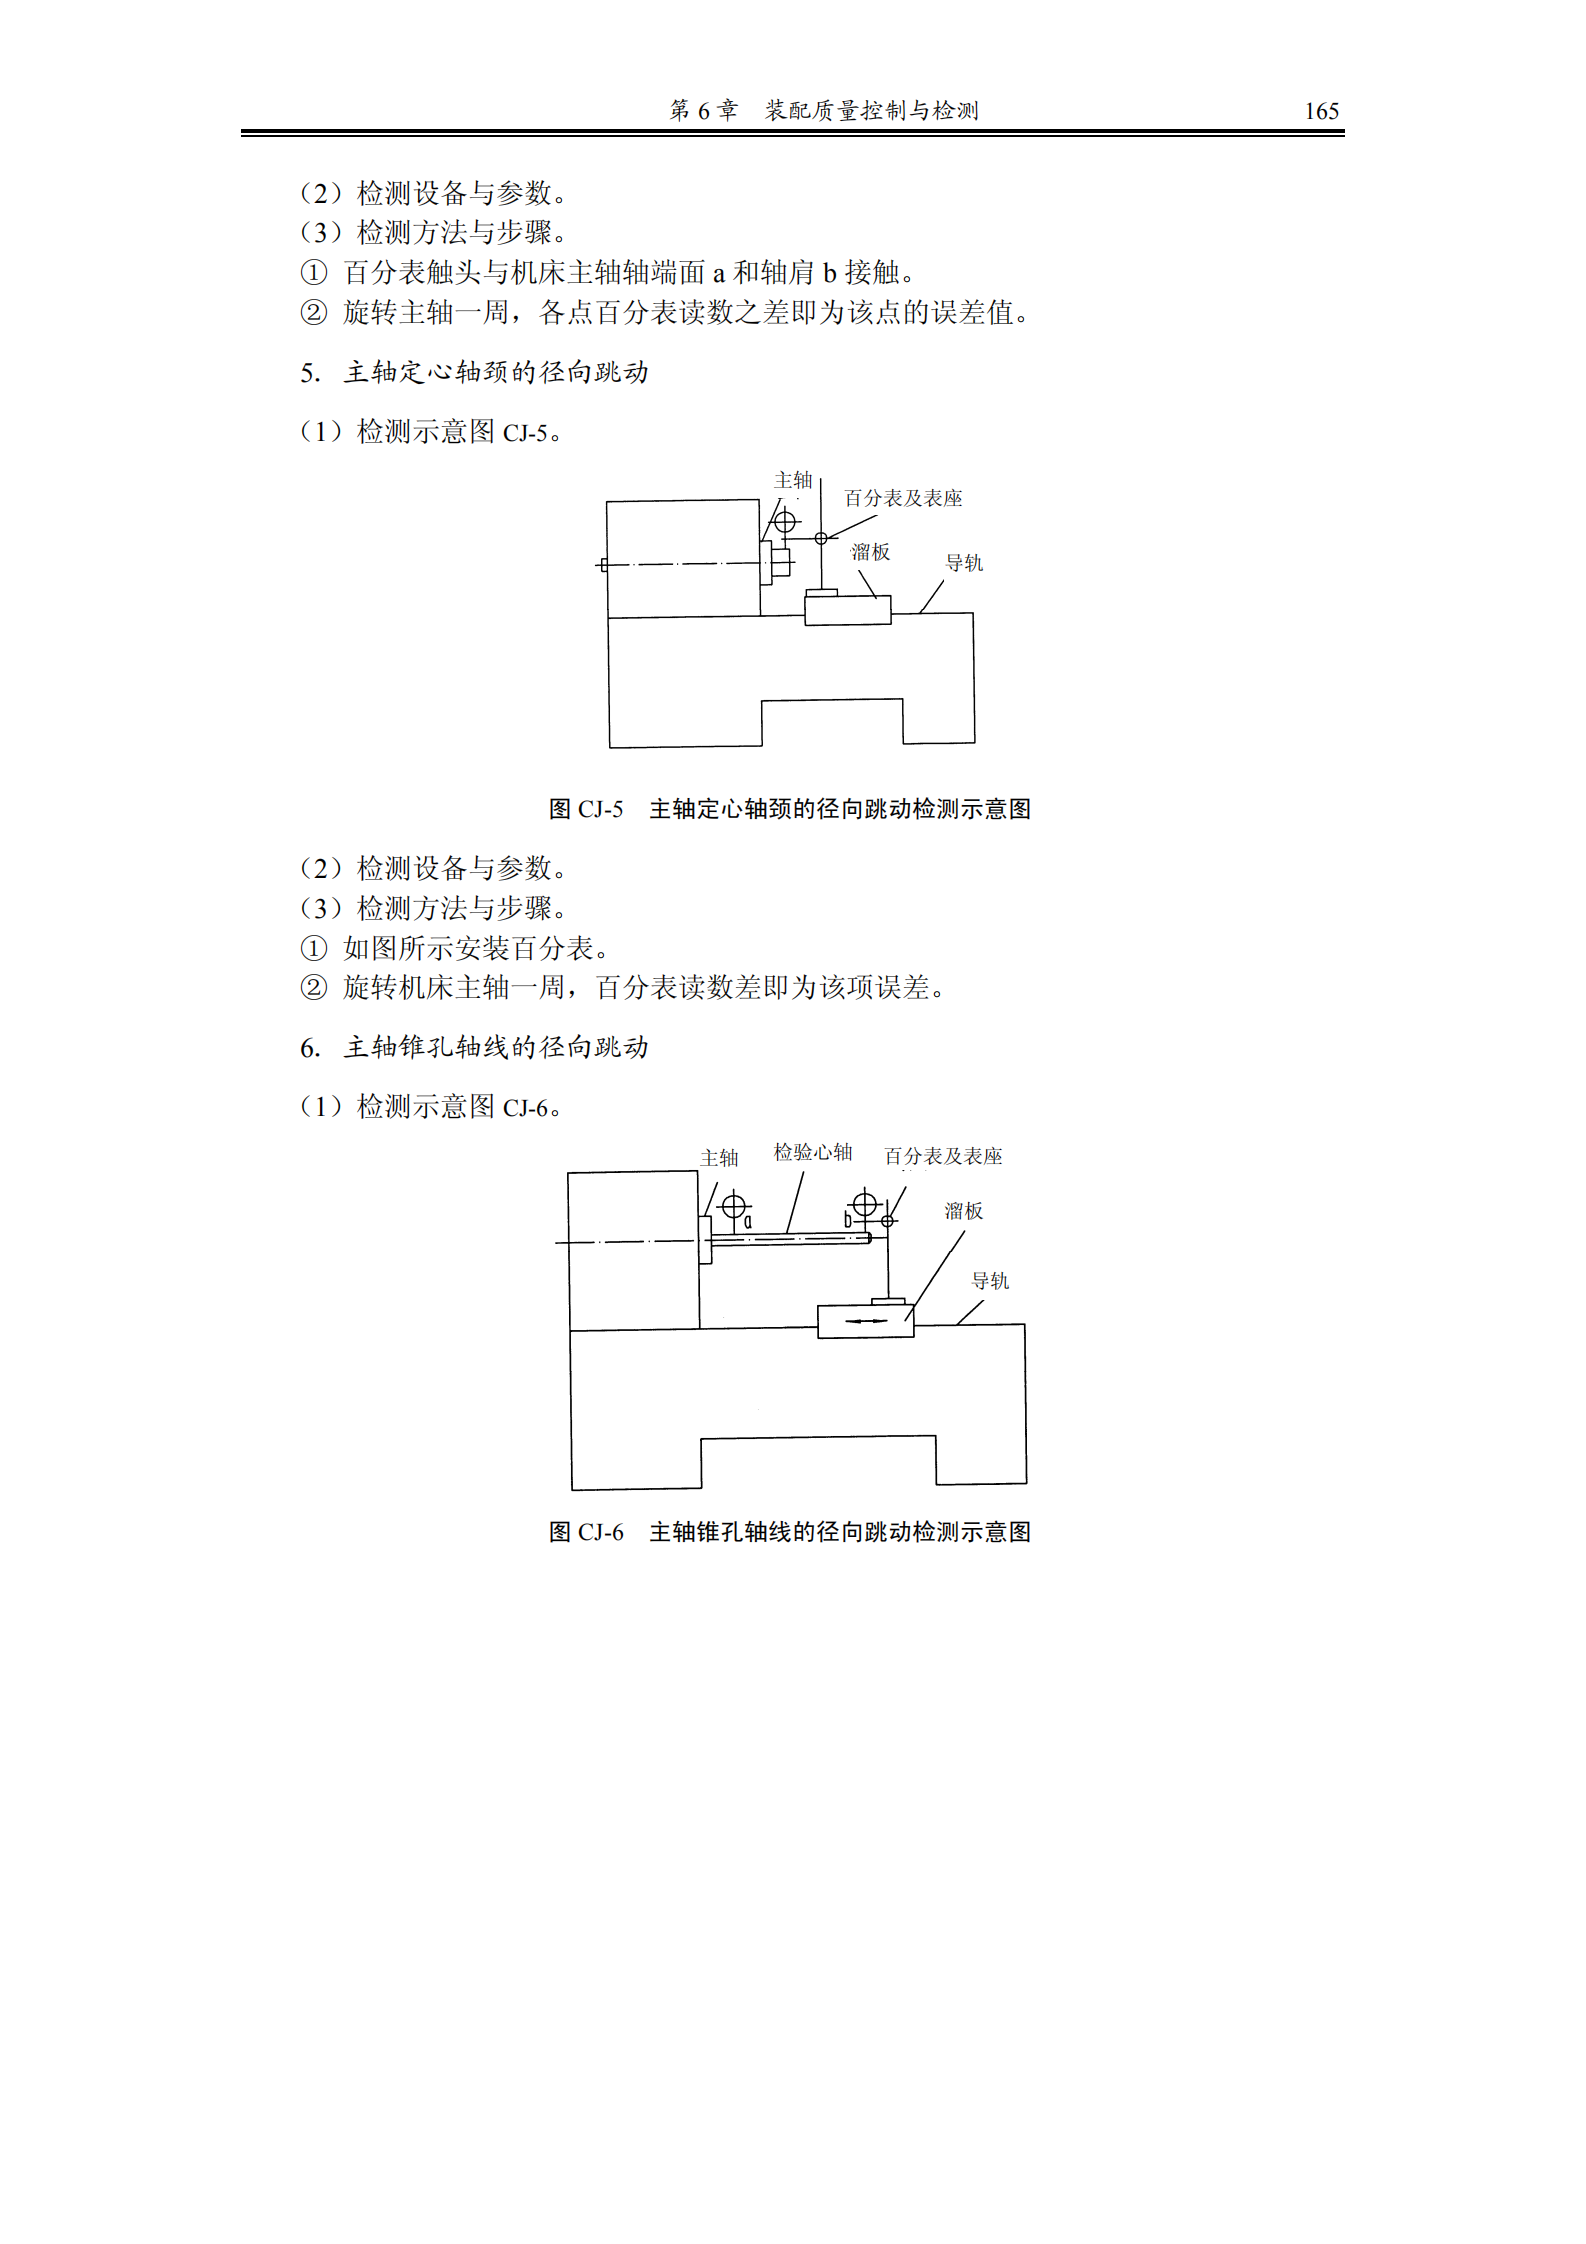 第 6 章　装配质量控制与检测　165
（2）检测设备与参数。
（3）检测方法与步骤。
① 百分表触头与机床主轴轴端面 a 和轴肩 b 接触。
② 旋转主轴一周，各点百分表读数之差即为该点的误差值。
5. 主轴定心轴颈的径向跳动
（1）检测示意图 CJ-5。
主轴
百分表及表座
溜板
导轨
图 CJ-5　主轴定心轴颈的径向跳动检测示意图
（2）检测设备与参数。
（3）检测方法与步骤。
① 如图所示安装百分表。
② 旋转机床主轴一周，百分表读数差即为该项误差。
6. 主轴锥孔轴线的径向跳动
（1）检测示意图 CJ-6。
主轴　检验心轴　百分表及表座
a　b
溜板
导轨
图 CJ-6　主轴锥孔轴线的径向跳动检测示意图